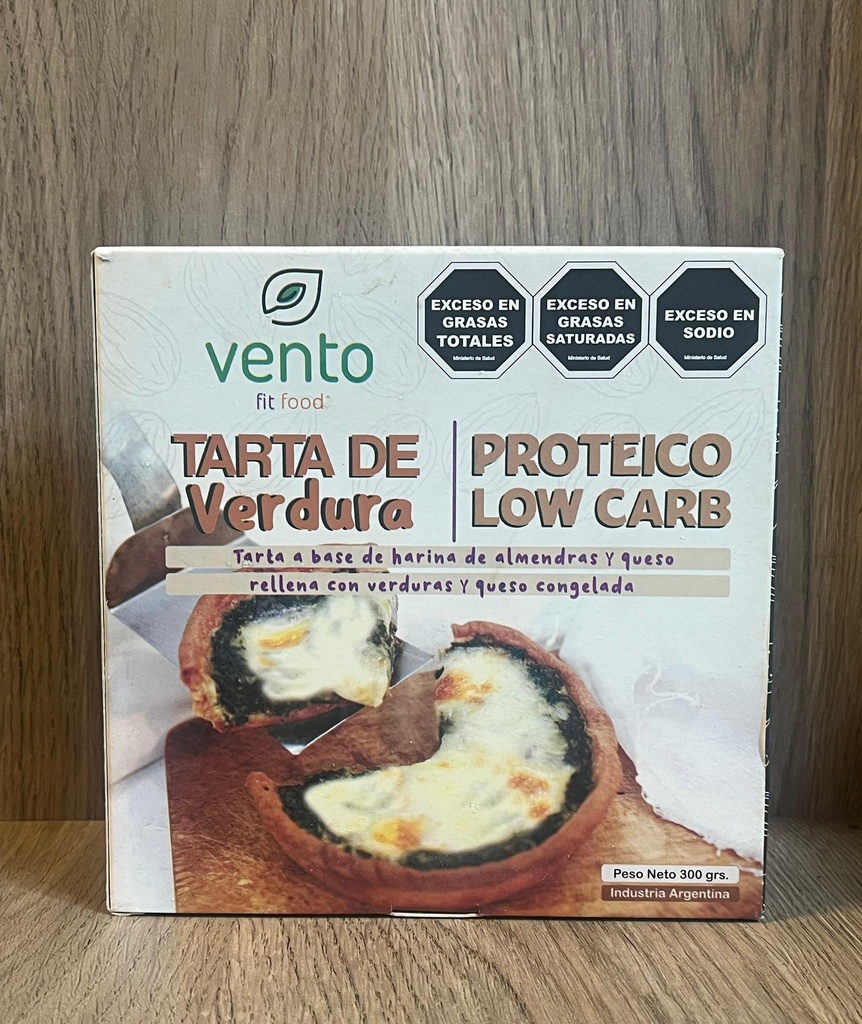 vento
fit food
EXCESO EN
GRASAS
TOTALES
Ministerio de Salud
EXCESO EN
GRASAS
SATURADAS
Ministerio de Salud
EXCESO EN
SODIO
Ministerio de Salud
TARTA DE
Verdura
PROTEICO
LOW CARB
Tarta a base de harina de almendras y queso
rellena con verduras y queso congelada
Peso Neto 300 grs.
Industria Argentina